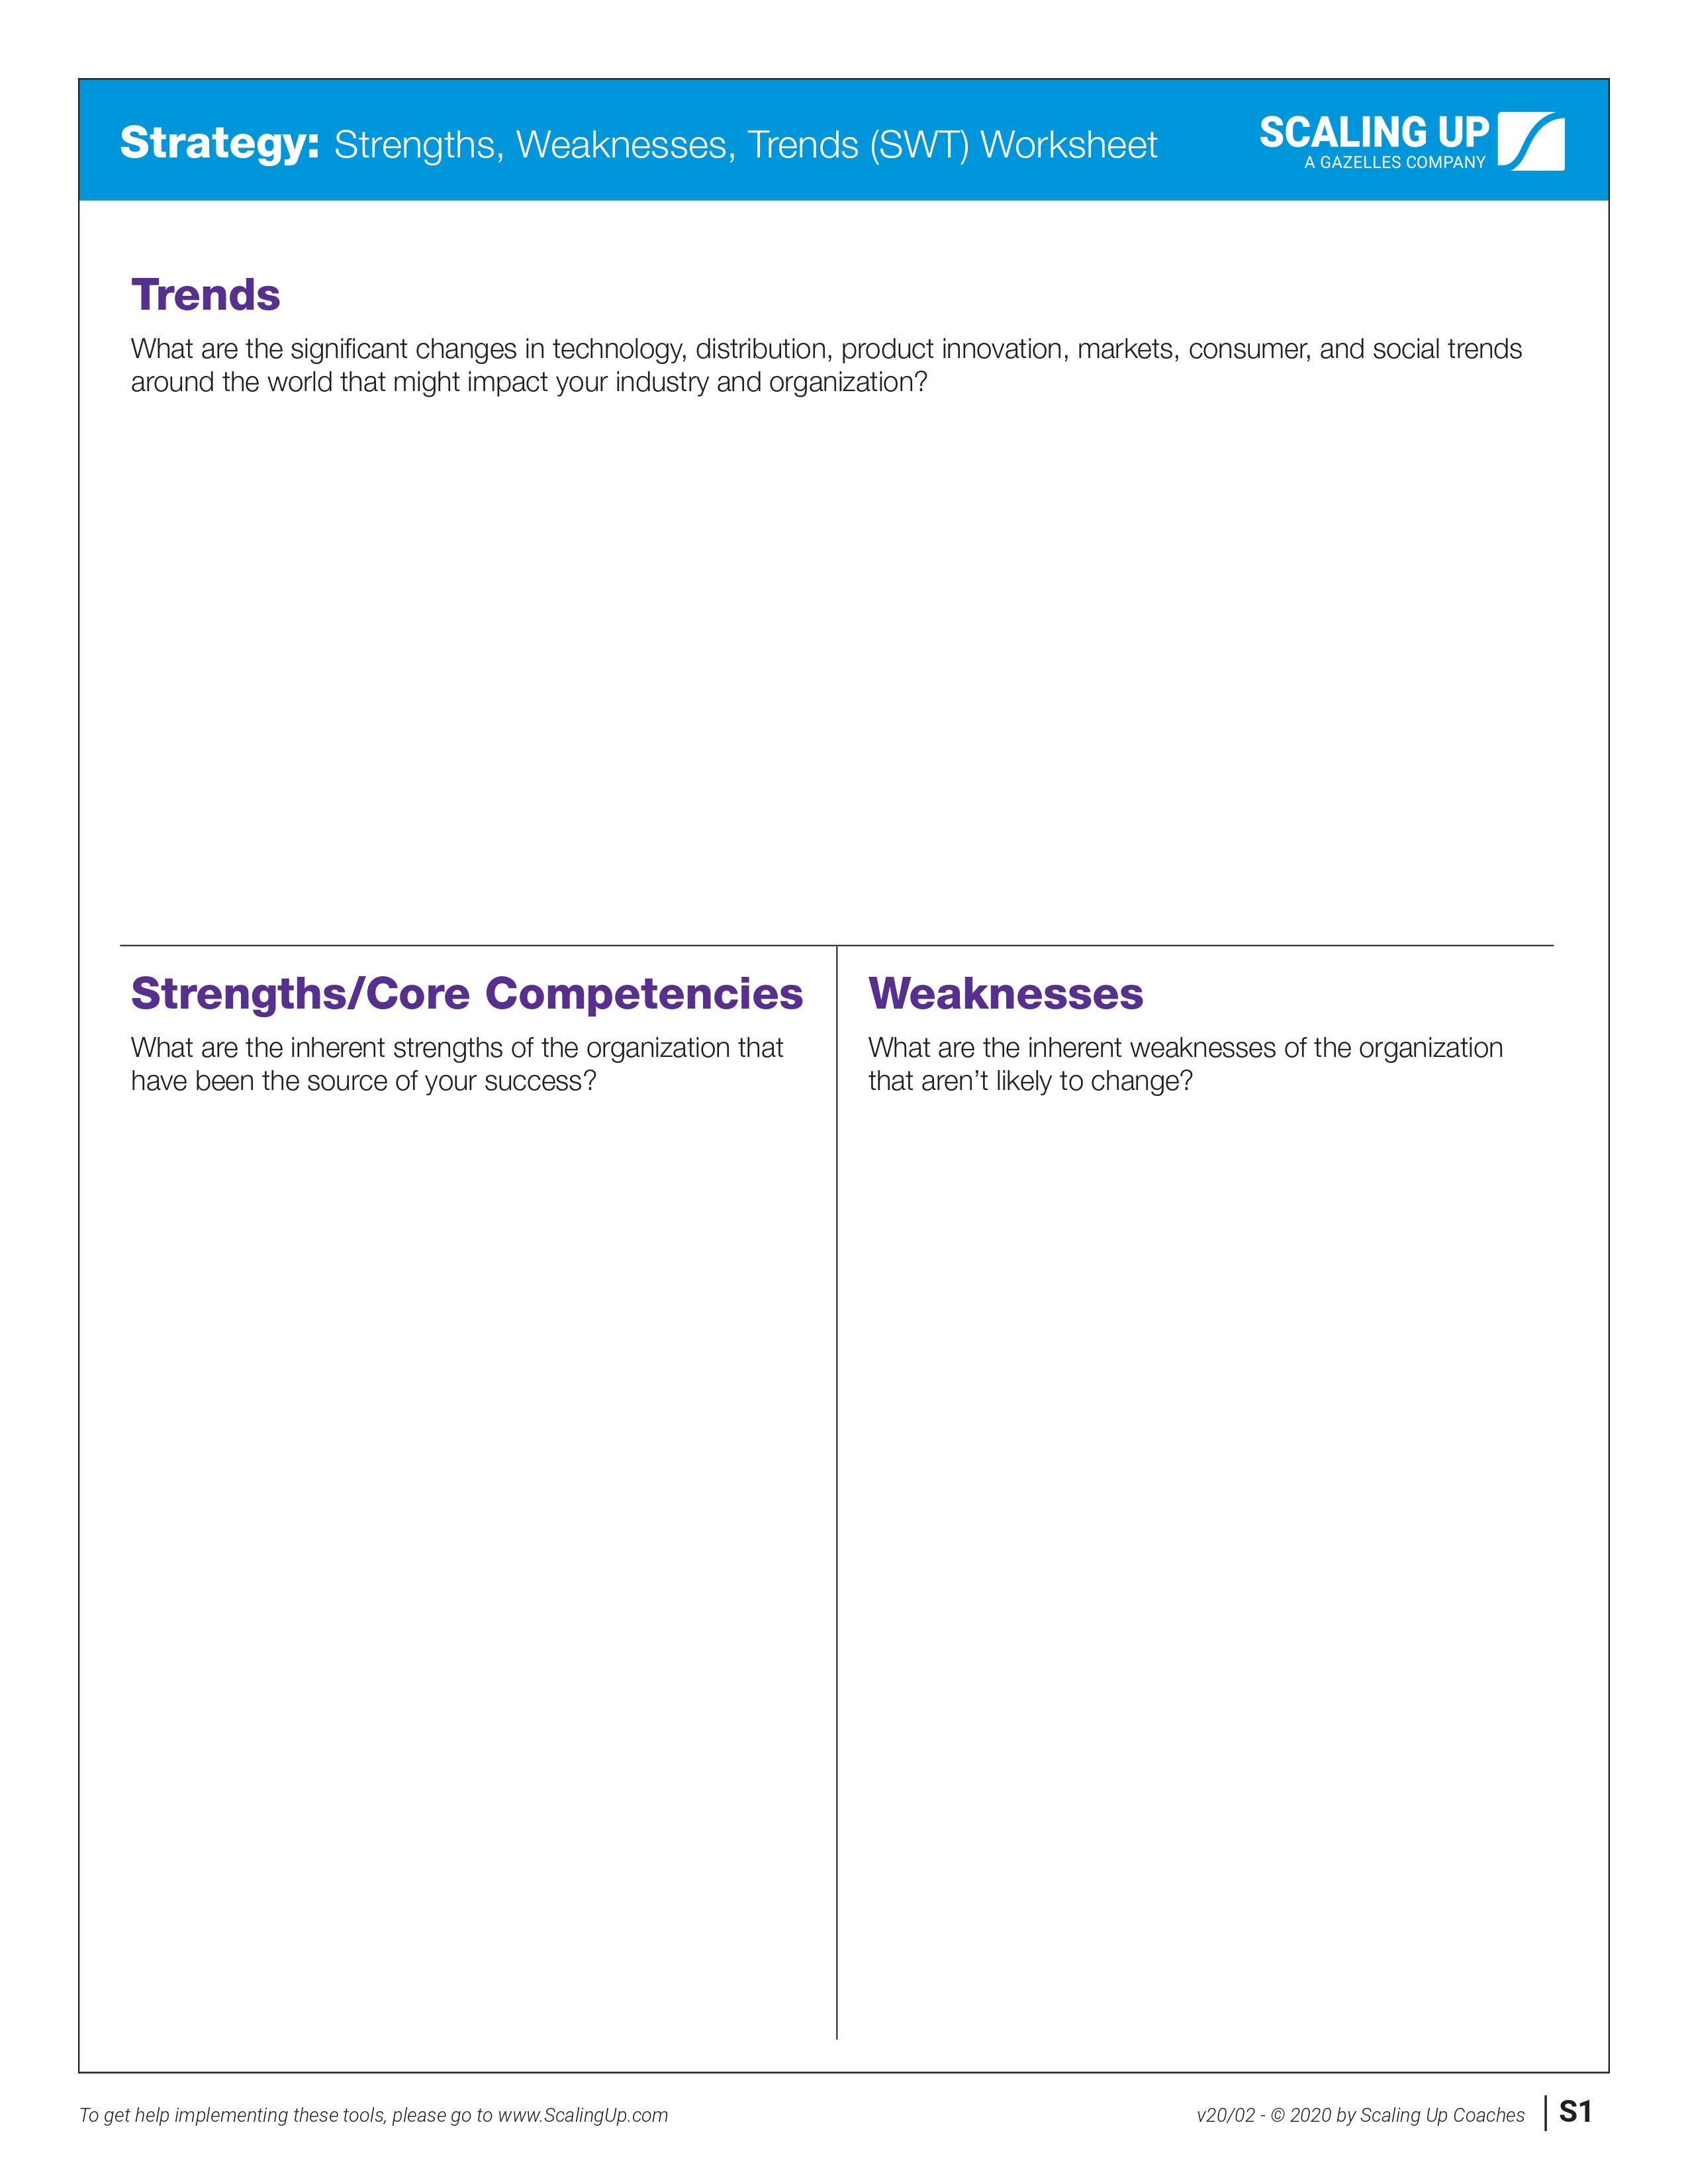 Strategy: Strengths, Weaknesses, Trends (SWT) Worksheet
SCALING UP
A GAZELLES COMPANY
Trends
What are the significant changes in technology, distribution, product innovation, markets, consumer, and social trends
around the world that might impact your industry and organization?
Strengths/Core Competencies
What are the inherent strengths of the organization that
have been the source of your success?
Weaknesses
What are the inherent weaknesses of the organization
that aren’t likely to change?
To get help implementing these tools, please go to www.ScalingUp.com
v20/02 - © 2020 by Scaling Up Coaches
S1